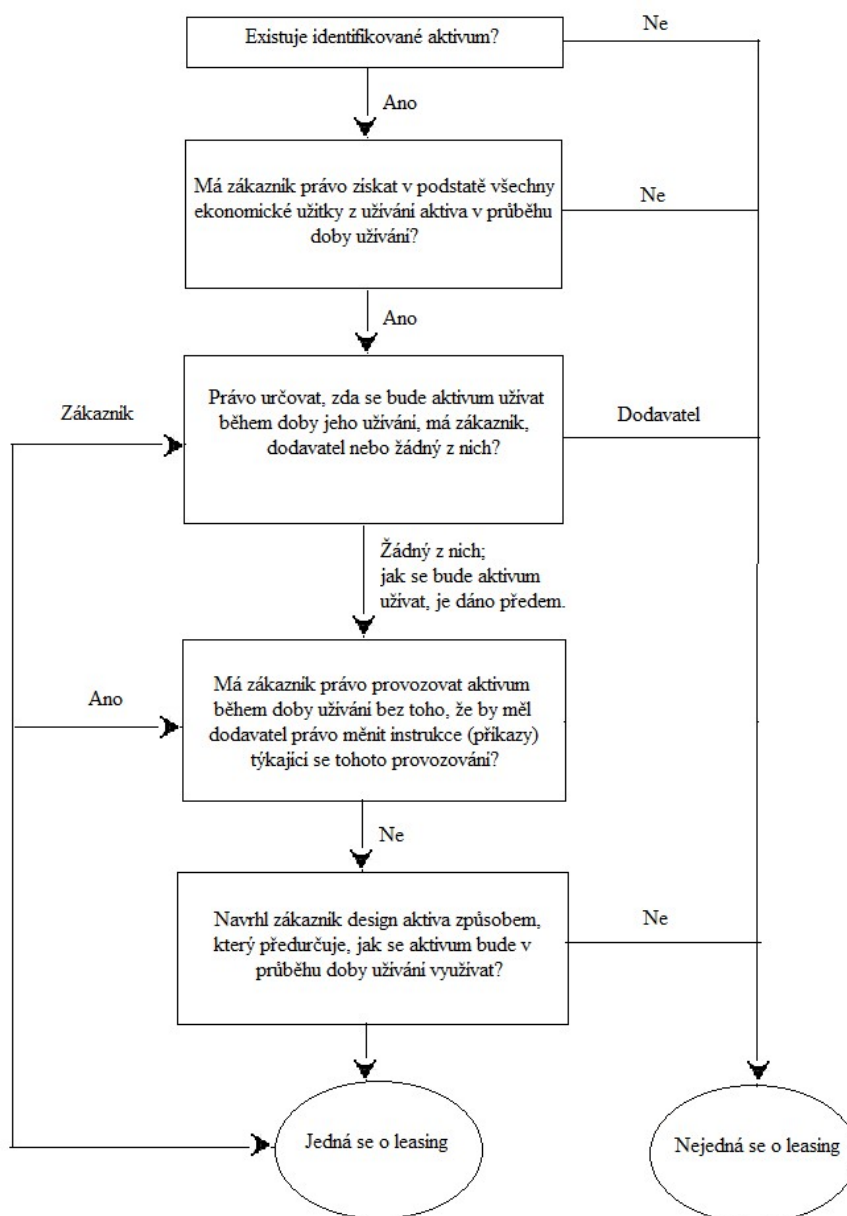 Existuje identifikované aktivum?
Ne
Ano
Má zákazník právo získat v podstatě všechny
ekonomické užitky z užívání aktiva v průběhu
doby užívání?
Ne
Ano
Právo určovat, zda se bude aktivum užívat
během doby jeho užívání, má zákazník,
dodavatel nebo žádný z nich?
Zákazník
Dodavatel
Žádný z nich;
jak se bude aktivum
užívat, je dáno předem.
Má zákazník právo provozovat aktivum
během doby užívání bez toho, že by měl
dodavatel právo měnit instrukce (příkazy)
týkající se tohoto provozování?
Ano
Ne
Navrhl zákazník design aktiva způsobem,
který předurčuje, jak se aktivum bude v
průběhu doby užívání využívat?
Ne
Jedná se o leasing
Nejedná se o leasing